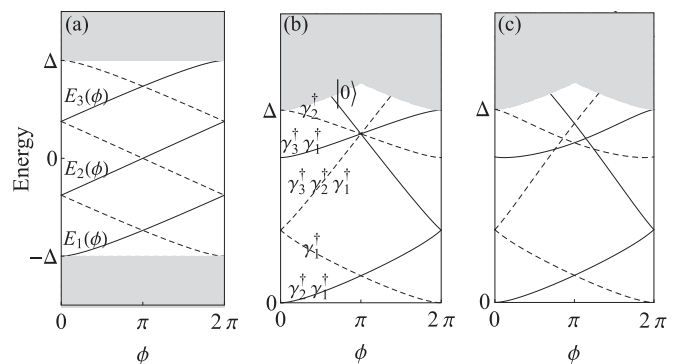 (a)
(b)
(c)
Δ
E₃(ϕ)
0
E₂(ϕ)
E₁(ϕ)
−Δ
Energy
0
π
2π
ϕ
Δ
|0⟩
γ₂†
γ₃† γ₁†
γ₃† γ₂† γ₁†
γ₁†
γ₂† γ₁†
0
0
π
2π
ϕ
Δ
0
0
π
2π
ϕ